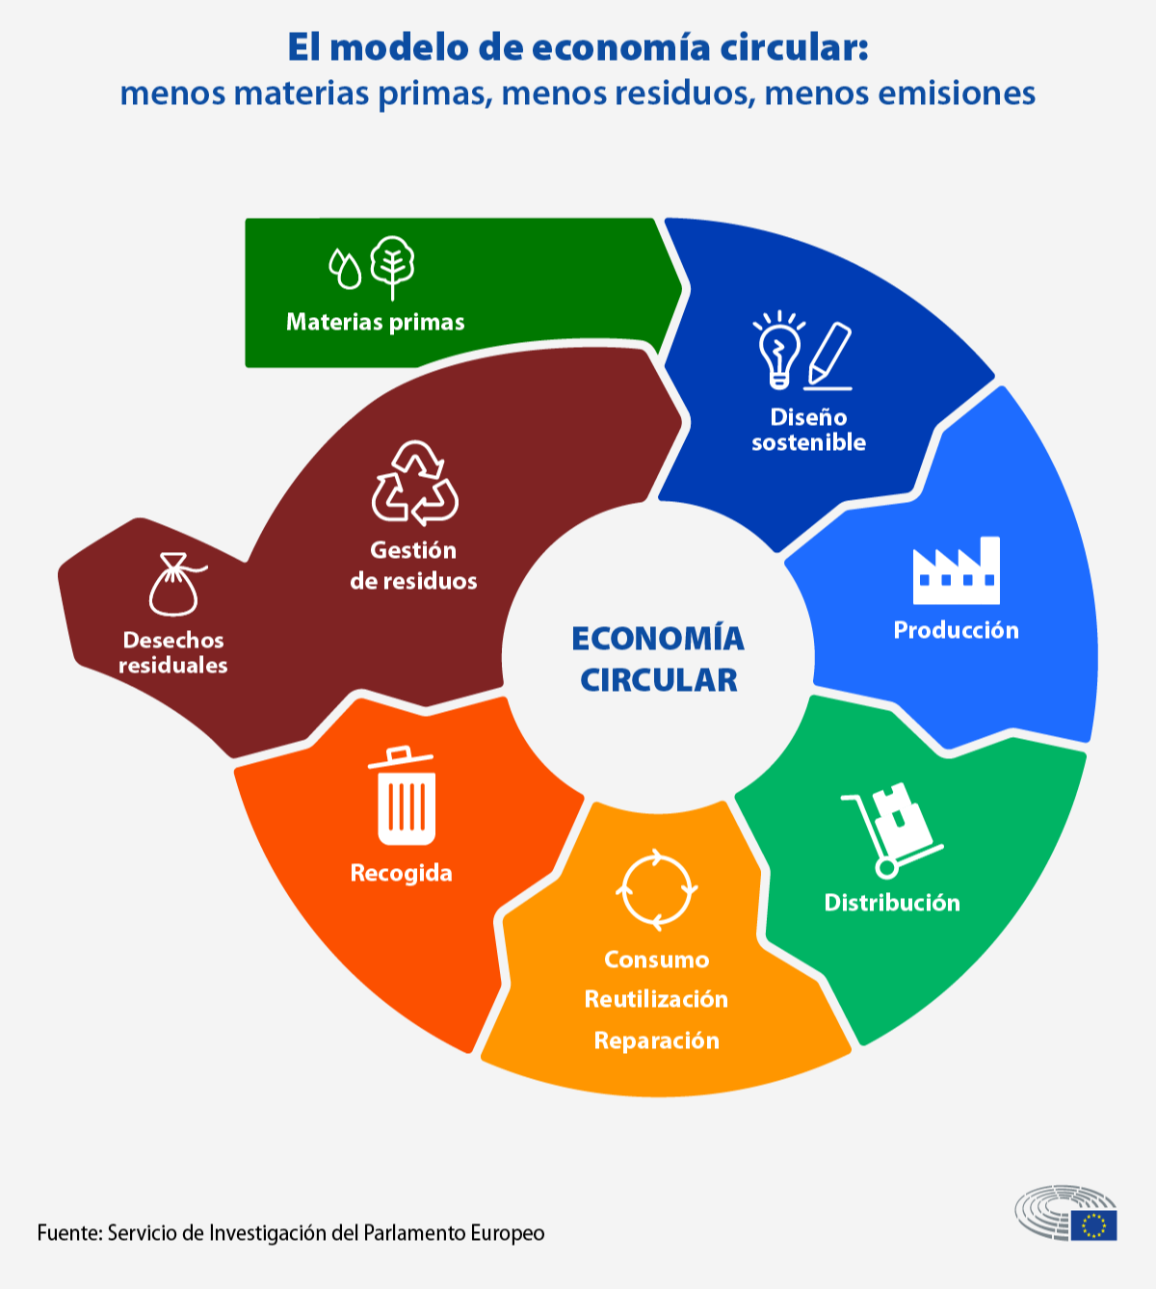 El modelo de economía circular:
menos materias primas, menos residuos, menos emisiones
Materias primas
Diseño
sostenible
Producción
Distribución
Consumo
Reutilización
Reparación
Recogida
Gestión
de residuos
Desechos
residuales
ECONOMÍA
CIRCULAR
Fuente: Servicio de Investigación del Parlamento Europeo